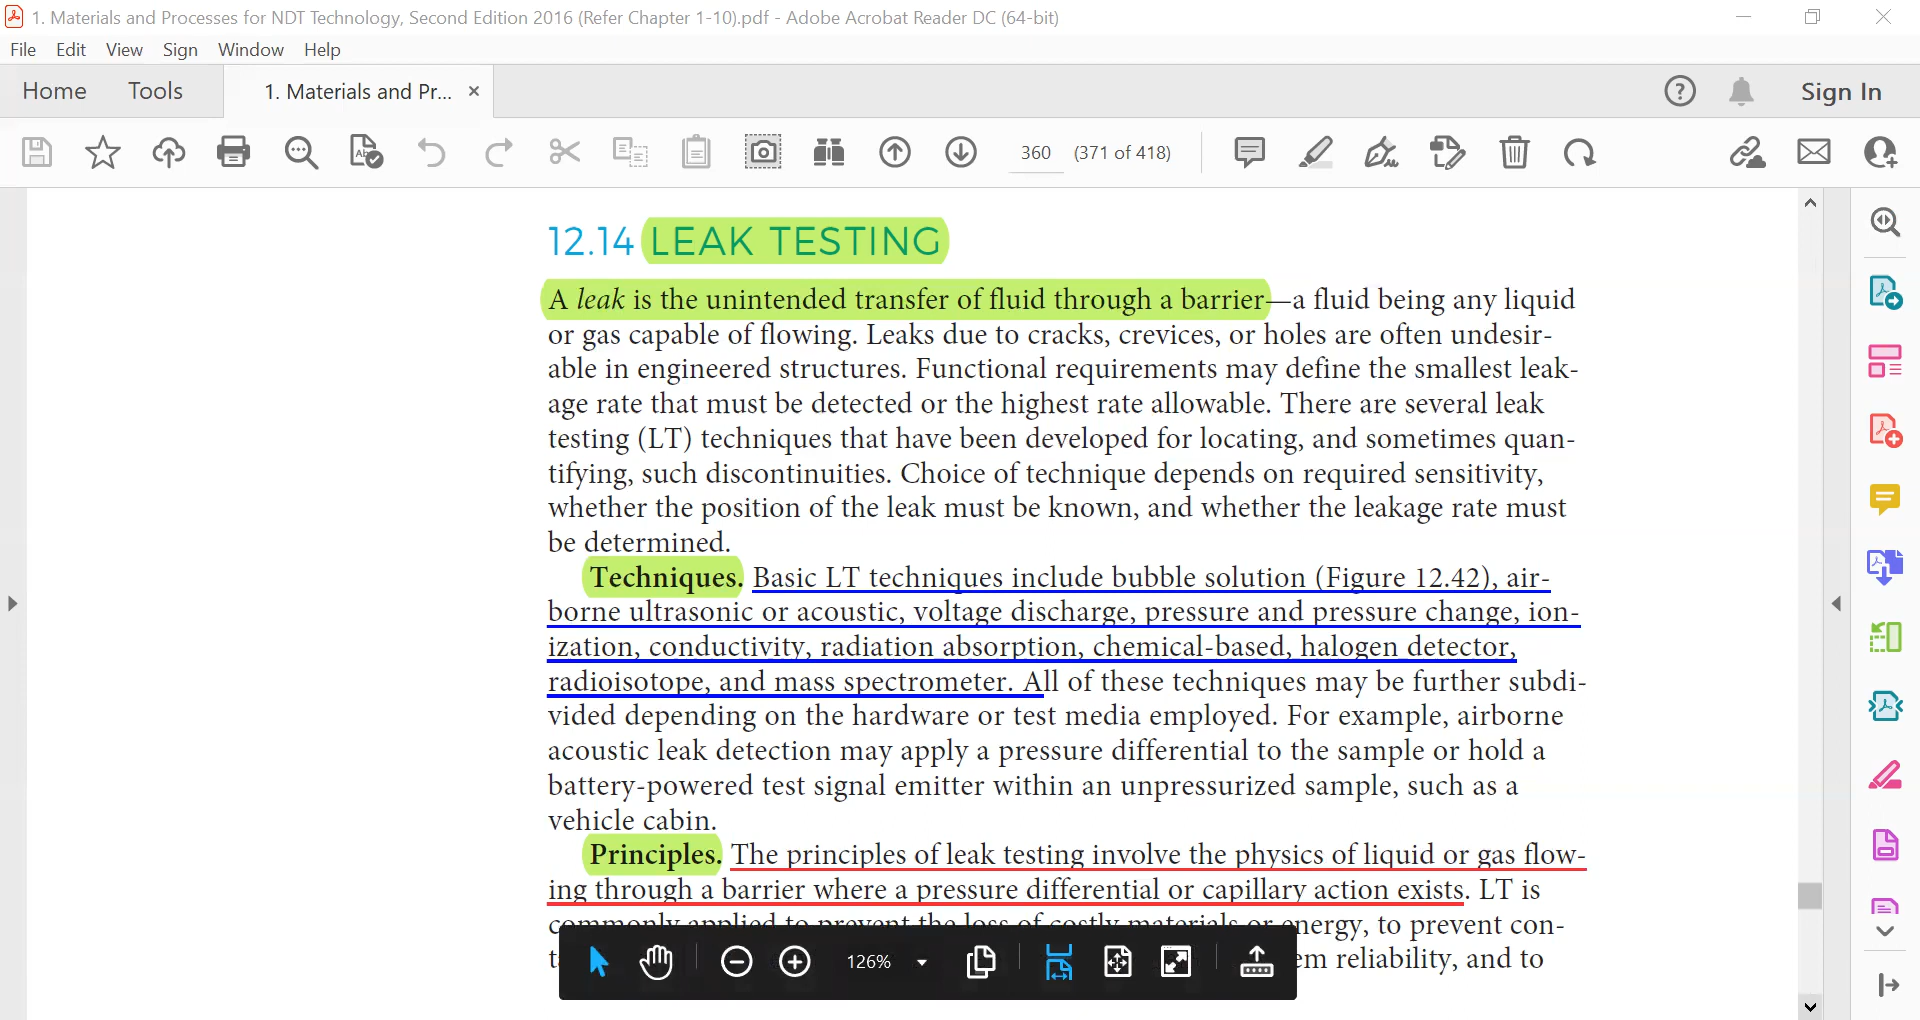 1. Materials and Processes for NDT Technology, Second Edition 2016 (Refer Chapter 1-10).pdf - Adobe Acrobat Reader DC (64-bit)
File Edit View Sign Window Help
Home Tools 1. Materials and Pr... × ? Sign In
360 (371 of 418)
12.14 LEAK TESTING
A leak is the unintended transfer of fluid through a barrier—a fluid being any liquid
or gas capable of flowing. Leaks due to cracks, crevices, or holes are often undesir-
able in engineered structures. Functional requirements may define the smallest leak-
age rate that must be detected or the highest rate allowable. There are several leak
testing (LT) techniques that have been developed for locating, and sometimes quan-
tifying, such discontinuities. Choice of technique depends on required sensitivity,
whether the position of the leak must be known, and whether the leakage rate must
be determined.
Techniques. Basic LT techniques include bubble solution (Figure 12.42), air-
borne ultrasonic or acoustic, voltage discharge, pressure and pressure change, ion-
ization, conductivity, radiation absorption, chemical-based, halogen detector,
radioisotope, and mass spectrometer. All of these techniques may be further subdi-
vided depending on the hardware or test media employed. For example, airborne
acoustic leak detection may apply a pressure differential to the sample or hold a
battery-powered test signal emitter within an unpressurized sample, such as a
vehicle cabin.
Principles. The principles of leak testing involve the physics of liquid or gas flow-
ing through a barrier where a pressure differential or capillary action exists. LT is
commonly applied to prevent the loss of costly materials or energy, to prevent con-
em reliability, and to
126%